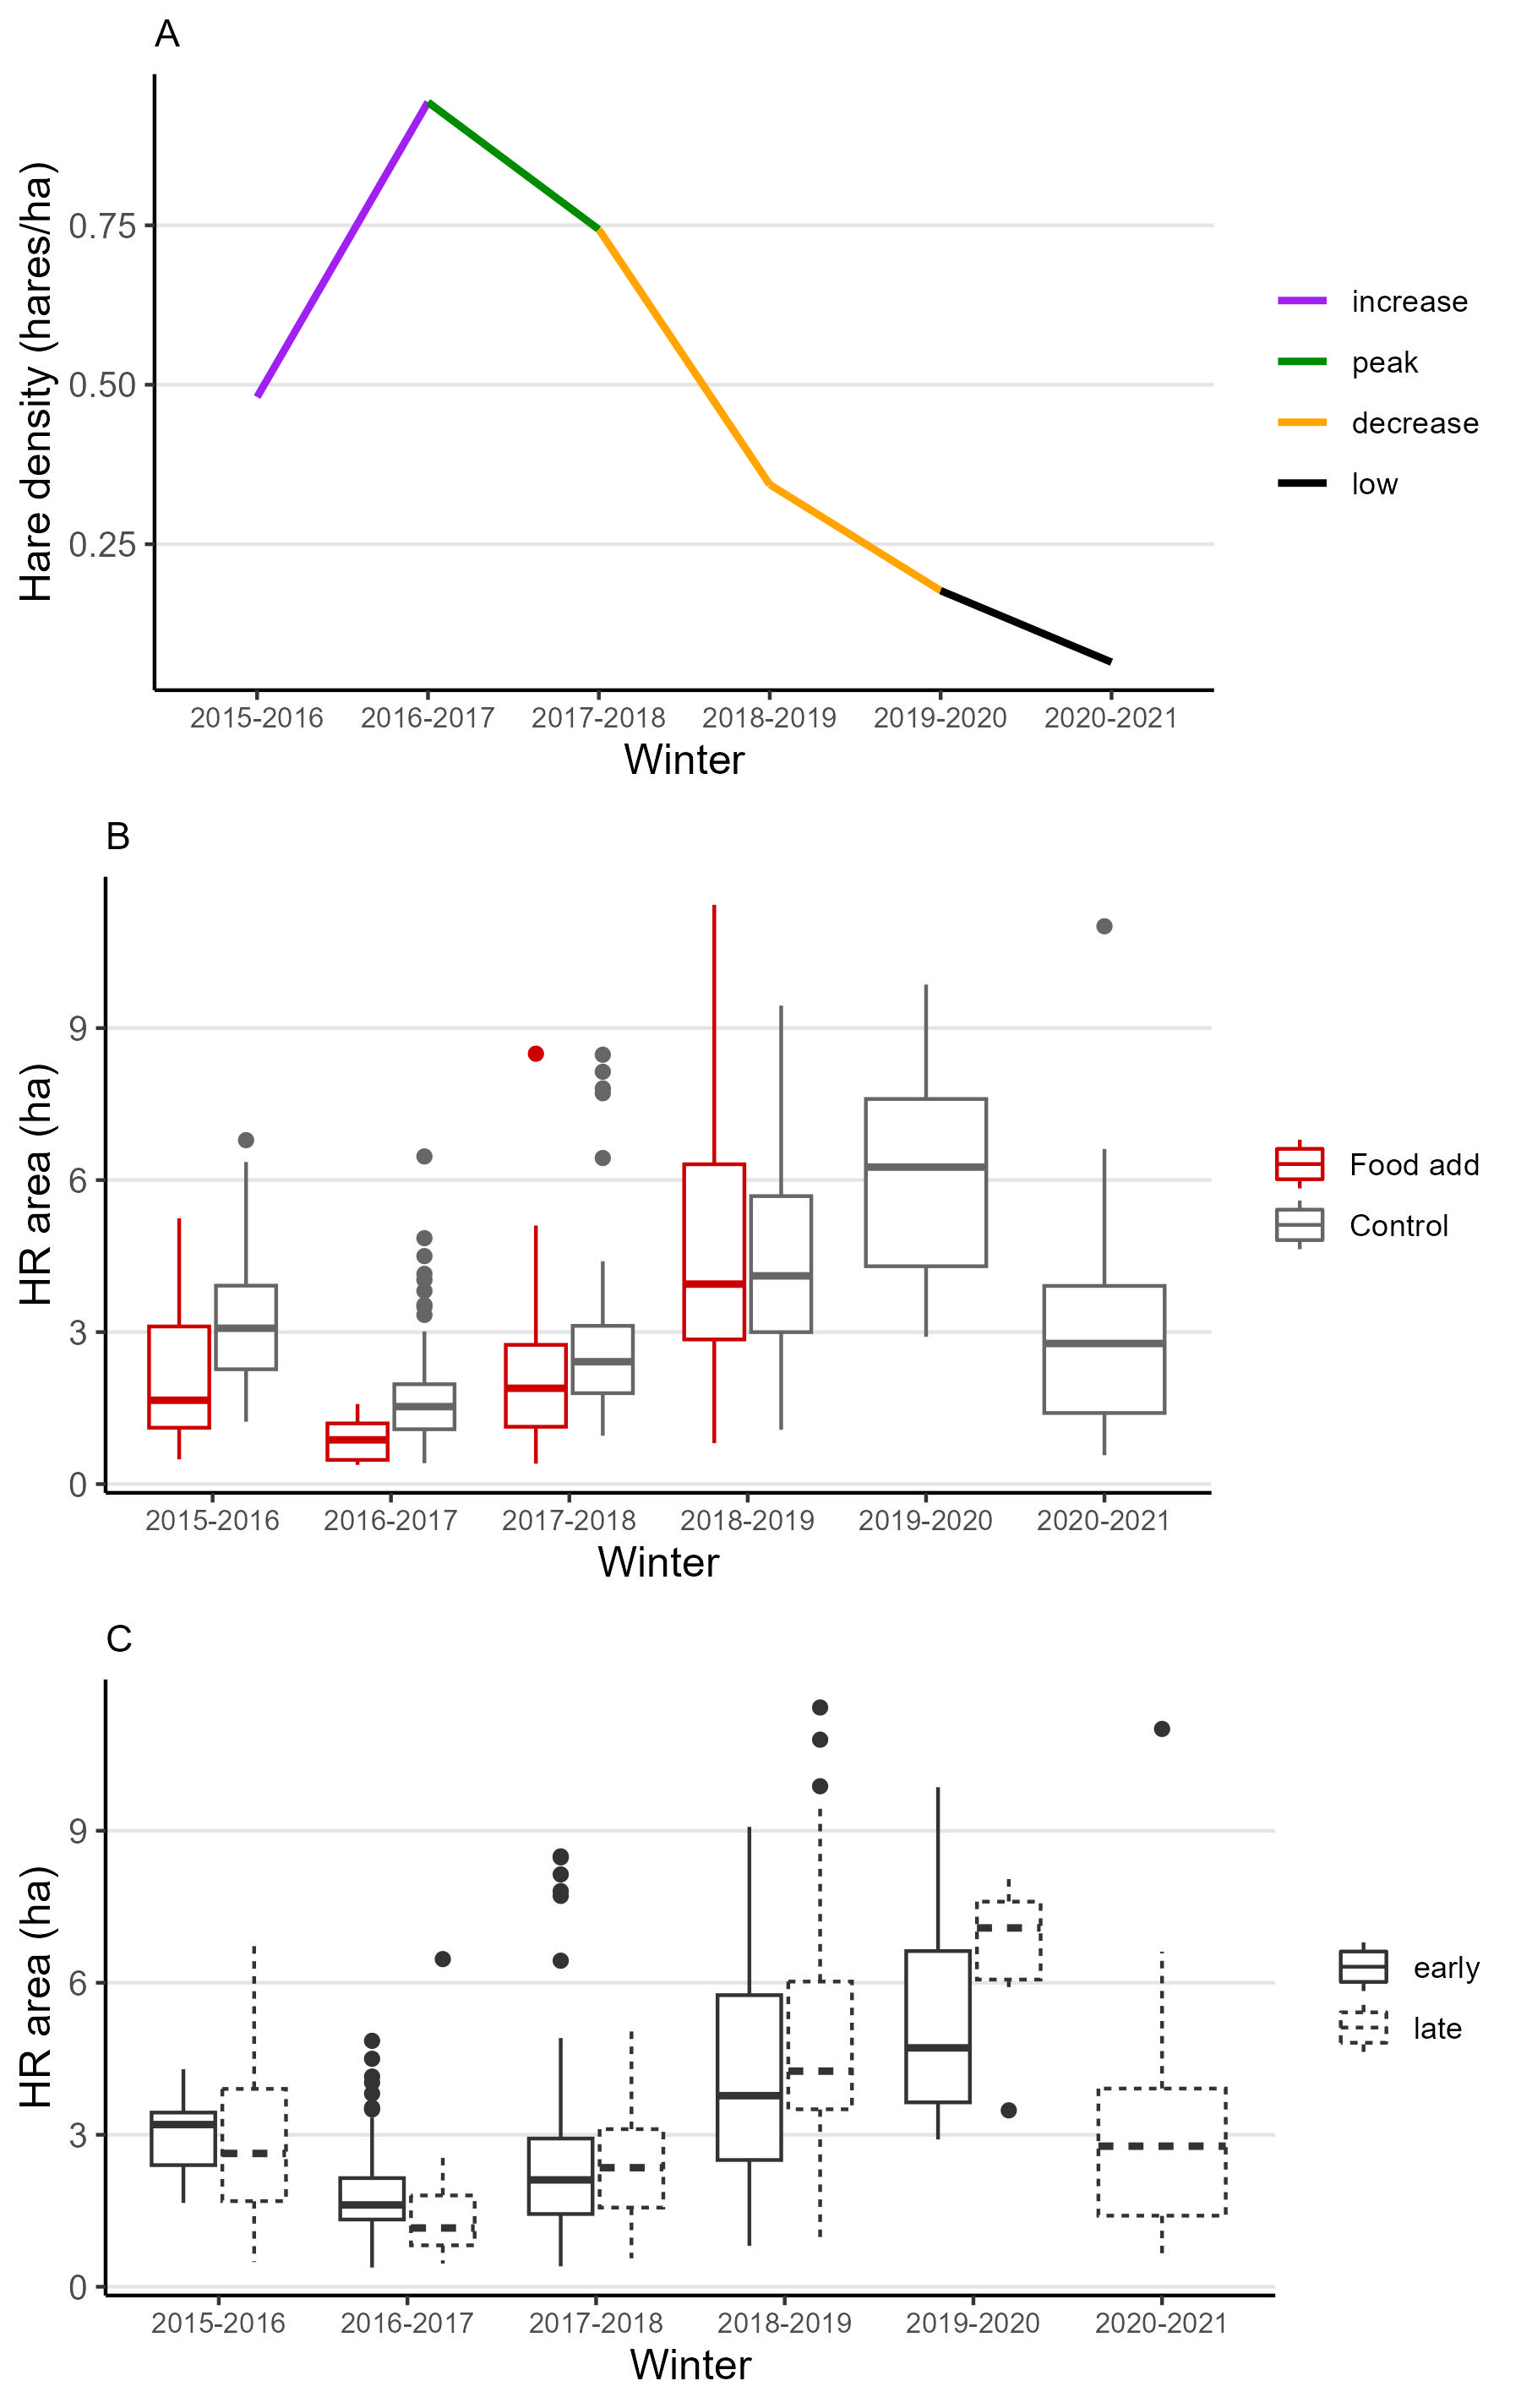 A
Hare density (hares/ha)
0.75
0.50
0.25
2015-2016 2016-2017 2017-2018 2018-2019 2019-2020 2020-2021
Winter
increase
peak
decrease
low
B
HR area (ha)
9
6
3
0
2015-2016 2016-2017 2017-2018 2018-2019 2019-2020 2020-2021
Winter
Food add
Control
C
HR area (ha)
9
6
3
0
2015-2016 2016-2017 2017-2018 2018-2019 2019-2020 2020-2021
Winter
early
late